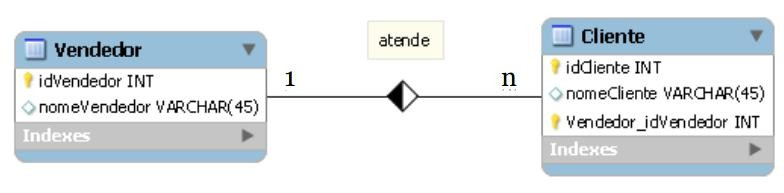 Vendedor
idVendedor INT
nomeVendedor VARCHAR(45)
Indexes
1
atende
n
Cliente
idCliente INT
nomeCliente VARCHAR(45)
Vendedor_idVendedor INT
Indexes